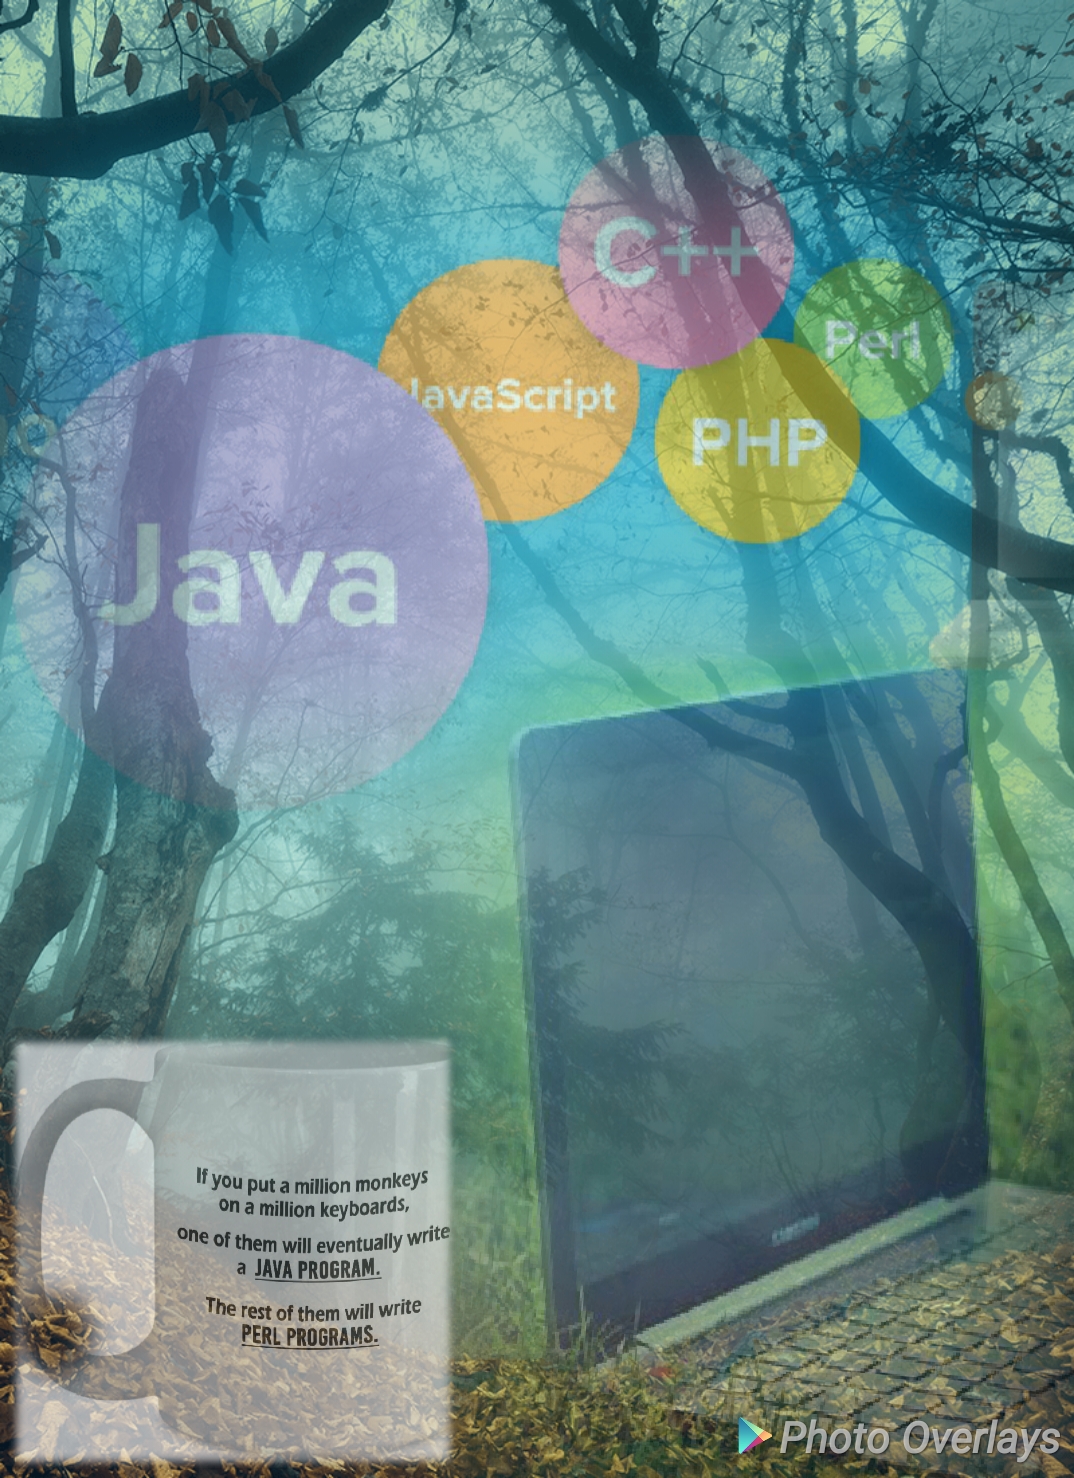 C++
Perl
JavaScript
PHP
Java
If you put a million monkeys
on a million keyboards,
one of them will eventually write
a JAVA PROGRAM.
The rest of them will write
PERL PROGRAMS.
Photo Overlays